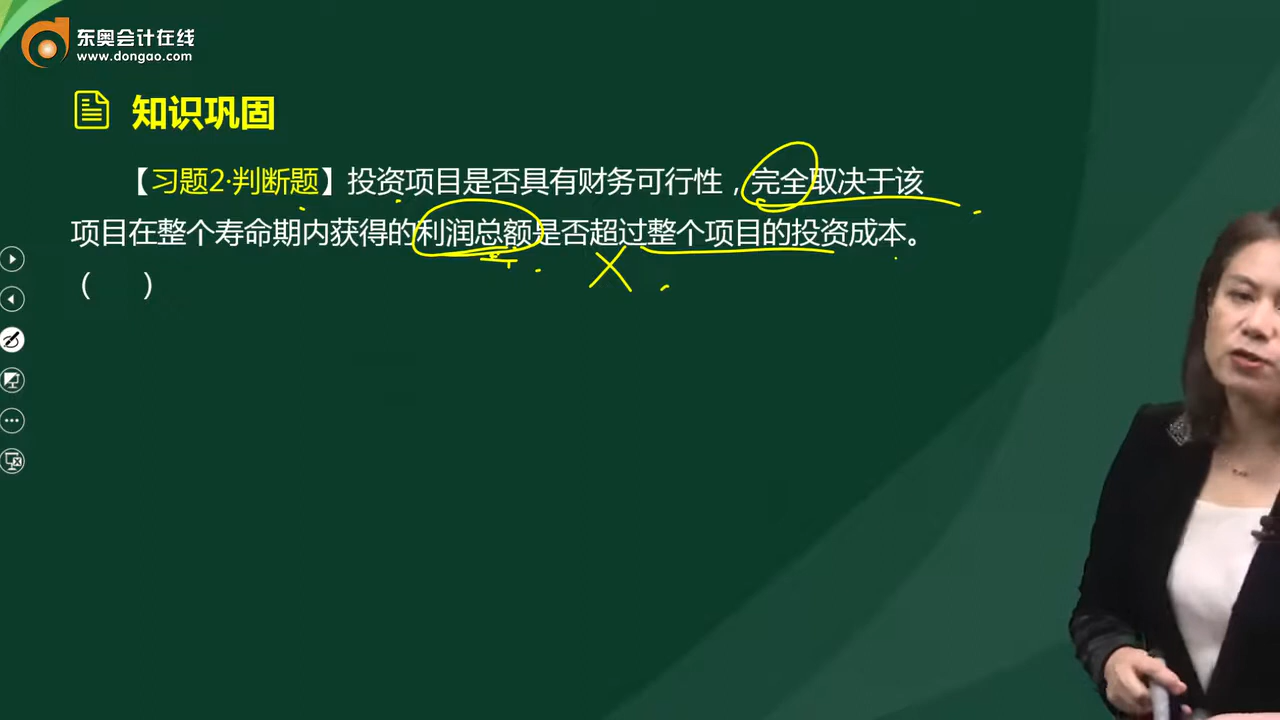 东奥会计在线
www.dongao.com
知识巩固
【习题2·判断题】投资项目是否具有财务可行性，完全取决于该
项目在整个寿命期内获得的利润总额是否超过整个项目的投资成本。
（　　）